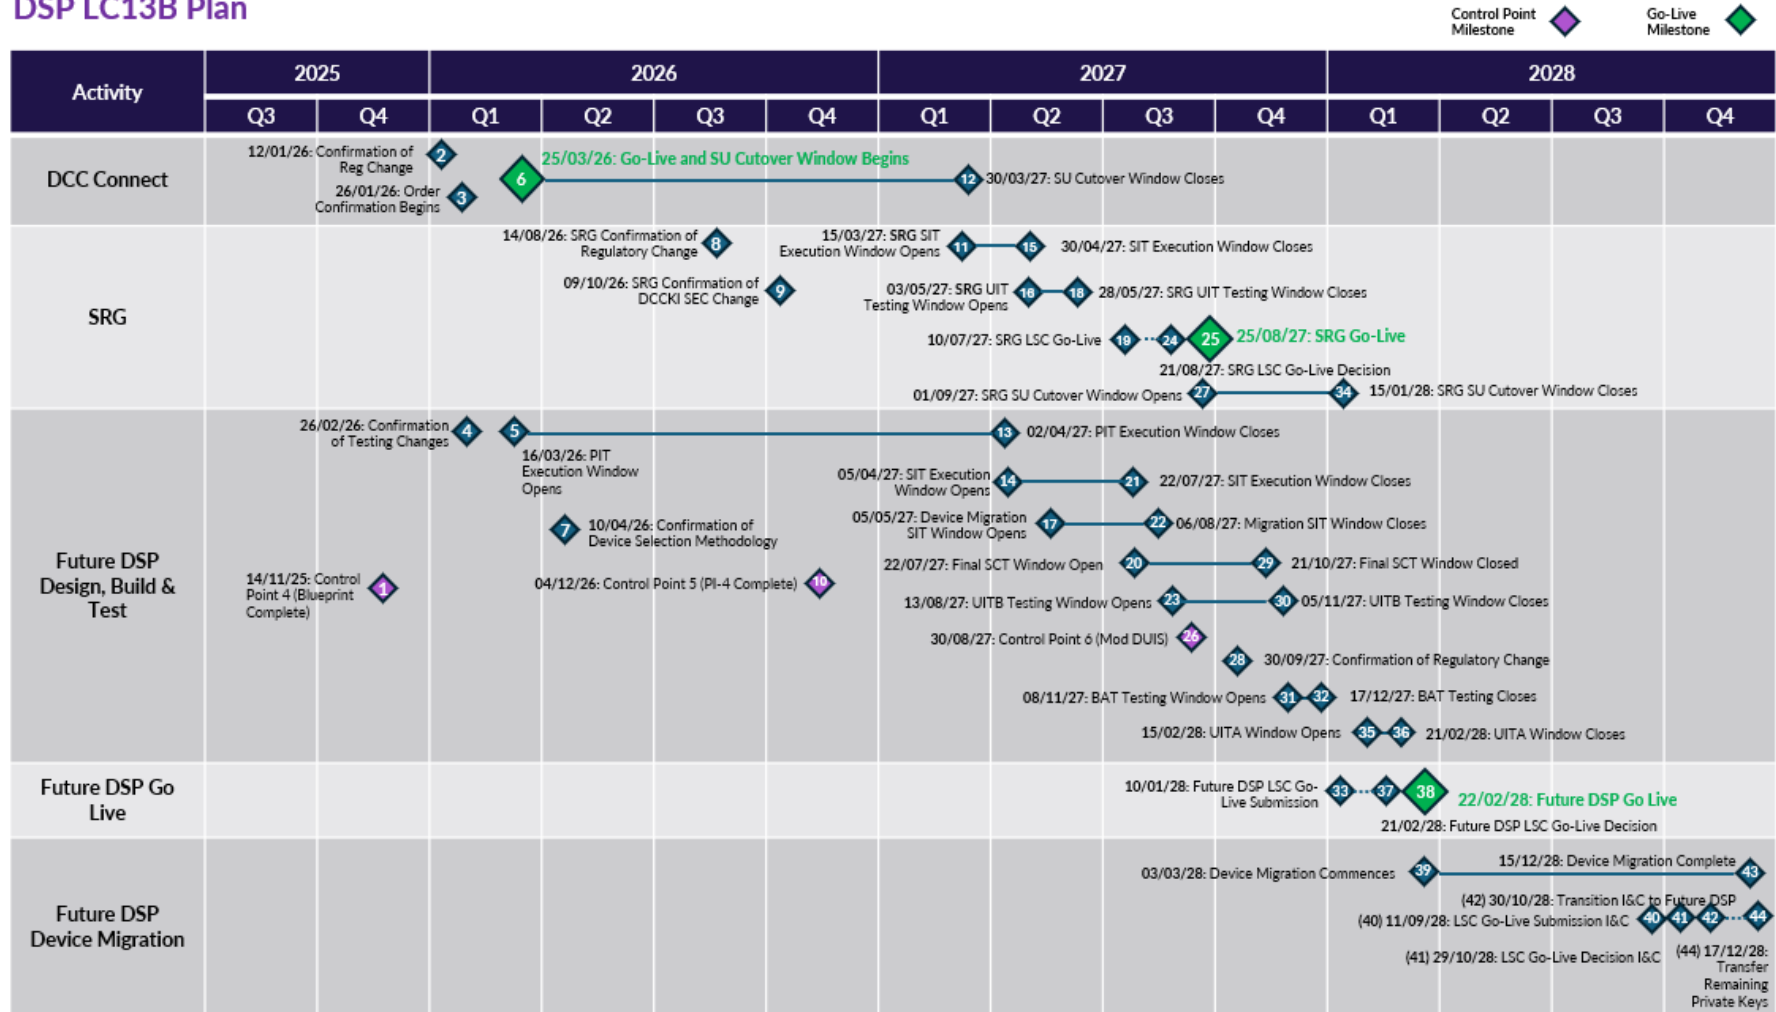 DSP LC13B Plan
Control Point
Milestone
Go-Live
Milestone
Activity
2025
2026
2027
2028
Q3
Q4
Q1
Q2
Q3
Q4
Q1
Q2
Q3
Q4
Q1
Q2
Q3
Q4
DCC Connect
12/01/26: Confirmation of
Reg Change
2
26/01/26: Order
Confirmation Begins
3
6
25/03/26: Go-Live and SU Cutover Window Begins
12
30/03/27: SU Cutover Window Closes
SRG
14/08/26: SRG Confirmation of
Regulatory Change
8
15/03/27: SRG SIT
Execution Window Opens
11
15
30/04/27: SIT Execution Window Closes
09/10/26: SRG Confirmation of
DCCKI SEC Change
9
03/05/27: SRG UIT
Testing Window Opens
16
18
28/05/27: SRG UIT Testing Window Closes
10/07/27: SRG LSC Go-Live
19
24
25
25/08/27: SRG Go-Live
21/08/27: SRG LSC Go-Live Decision
01/09/27: SRG SU Cutover Window Opens
27
34
15/01/28: SRG SU Cutover Window Closes
Future DSP
Design, Build &
Test
26/02/26: Confirmation
of Testing Changes
4
5
16/03/26: PIT
Execution Window
Opens
13
02/04/27: PIT Execution Window Closes
05/04/27: SIT Execution
Window Opens
14
21
22/07/27: SIT Execution Window Closes
7
10/04/26: Confirmation of
Device Selection Methodology
05/05/27: Device Migration
SIT Window Opens
17
22
06/08/27: Migration SIT Window Closes
22/07/27: Final SCT Window Open
20
29
21/10/27: Final SCT Window Closed
14/11/25: Control
Point 4 (Blueprint
Complete)
1
04/12/26: Control Point 5 (PI-4 Complete)
10
13/08/27: UITB Testing Window Opens
23
30
05/11/27: UITB Testing Window Closes
30/08/27: Control Point 6 (Mod DUIS)
26
28
30/09/27: Confirmation of Regulatory Change
08/11/27: BAT Testing Window Opens
31
32
17/12/27: BAT Testing Closes
15/02/28: UITA Window Opens
35
36
21/02/28: UITA Window Closes
Future DSP Go
Live
10/01/28: Future DSP LSC Go-
Live Submission
33
37
38
22/02/28: Future DSP Go Live
21/02/28: Future DSP LSC Go-Live Decision
Future DSP
Device Migration
03/03/28: Device Migration Commences
39
15/12/28: Device Migration Complete
43
(42) 30/10/28: Transition I&C to Future DSP
(40) 11/09/28: LSC Go-Live Submission I&C
40
41
42
44
(41) 29/10/28: LSC Go-Live Decision I&C
(44) 17/12/28:
Transfer
Remaining
Private Keys